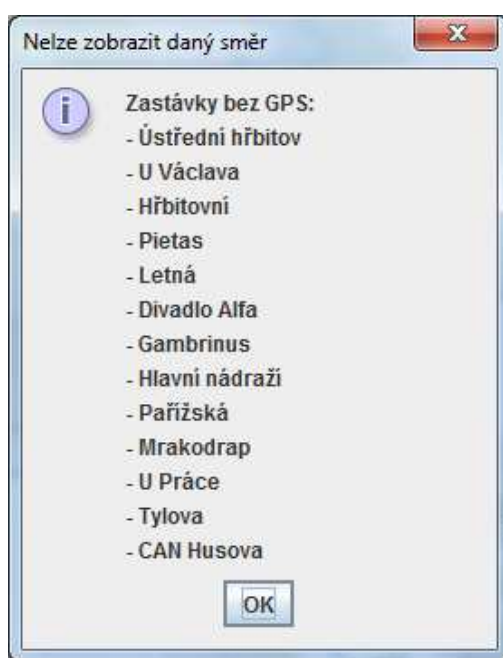 Nelze zobrazit daný směr
Zastávky bez GPS:
- Ústřední hřbitov
- U Václava
- Hřbitovní
- Pietas
- Letná
- Divadlo Alfa
- Gambrinus
- Hlavní nádraží
- Pařížská
- Mrakodrap
- U Práce
- Tylova
- CAN Husova
OK